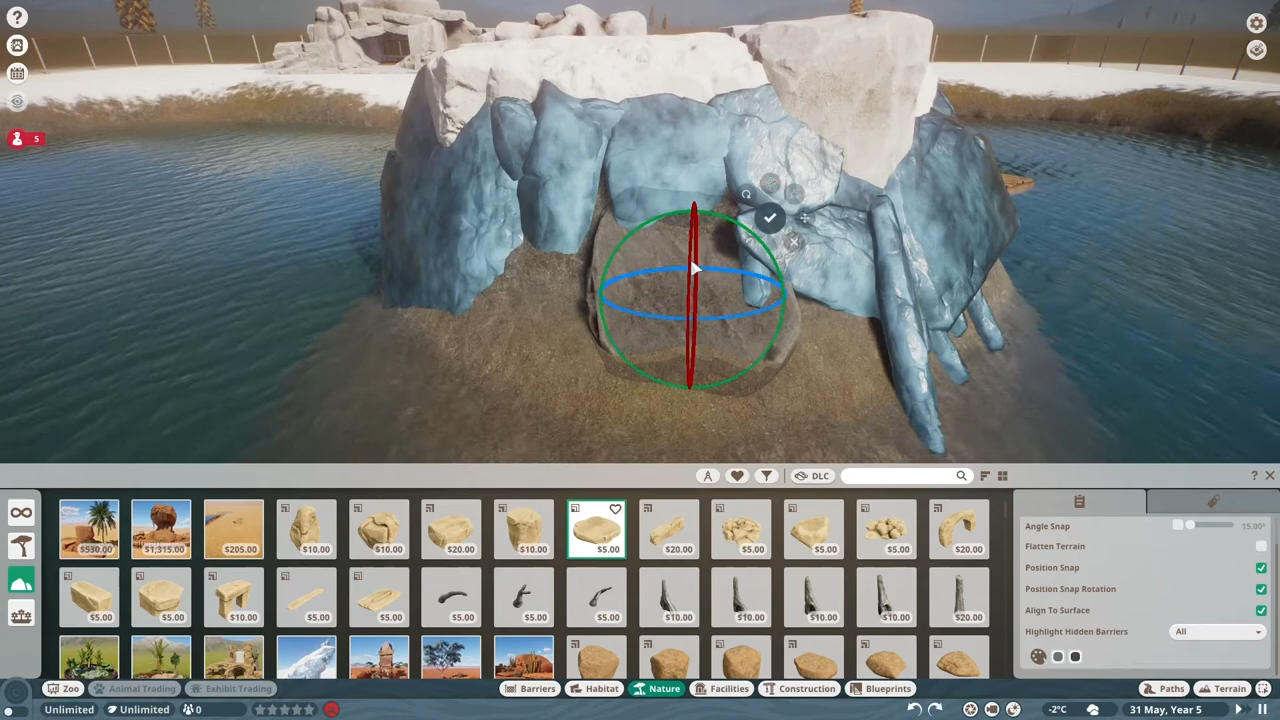 ?
5
DLC
?
$530.00 $1,315.00 $205.00 $10.00 $10.00 $20.00 $10.00 $5.00 $20.00 $5.00 $5.00 $5.00 $20.00
$5.00 $5.00 $10.00 $5.00 $5.00 $5.00 $5.00 $5.00 $10.00 $10.00 $10.00 $10.00 $20.00
Angle Snap 15.00°
Flatten Terrain
Position Snap
Position Snap Rotation
Align To Surface
Highlight Hidden Barriers All
Zoo Animal Trading Exhibit Trading Barriers Habitat Nature Facilities Construction Blueprints Paths Terrain
Unlimited Unlimited 0 -2°C 31 May, Year 5